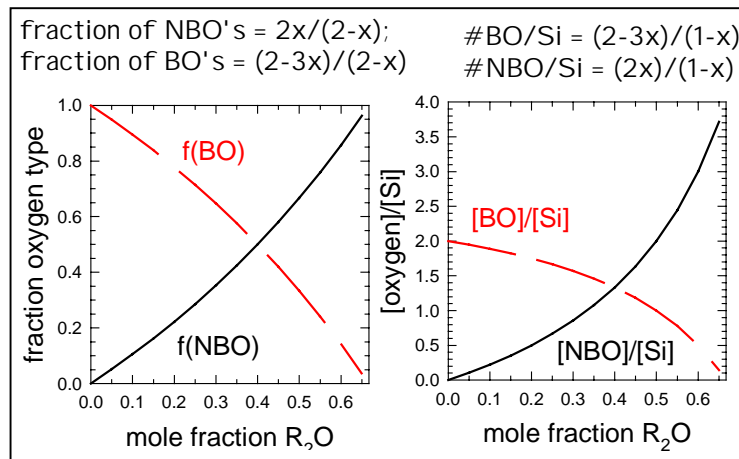 fraction of NBO's = 2x/(2-x);
fraction of BO's = (2-3x)/(2-x)
#BO/Si = (2-3x)/(1-x)
#NBO/Si = (2x)/(1-x)
fraction oxygen type
1.0
0.8
0.6
0.4
0.2
0.0
f(BO)
f(NBO)
0.0 0.1 0.2 0.3 0.4 0.5 0.6
mole fraction R₂O
[oxygen]/[Si]
4.0
3.5
3.0
2.5
2.0
1.5
1.0
0.5
0.0
[BO]/[Si]
[NBO]/[Si]
0.0 0.1 0.2 0.3 0.4 0.5 0.6
mole fraction R₂O